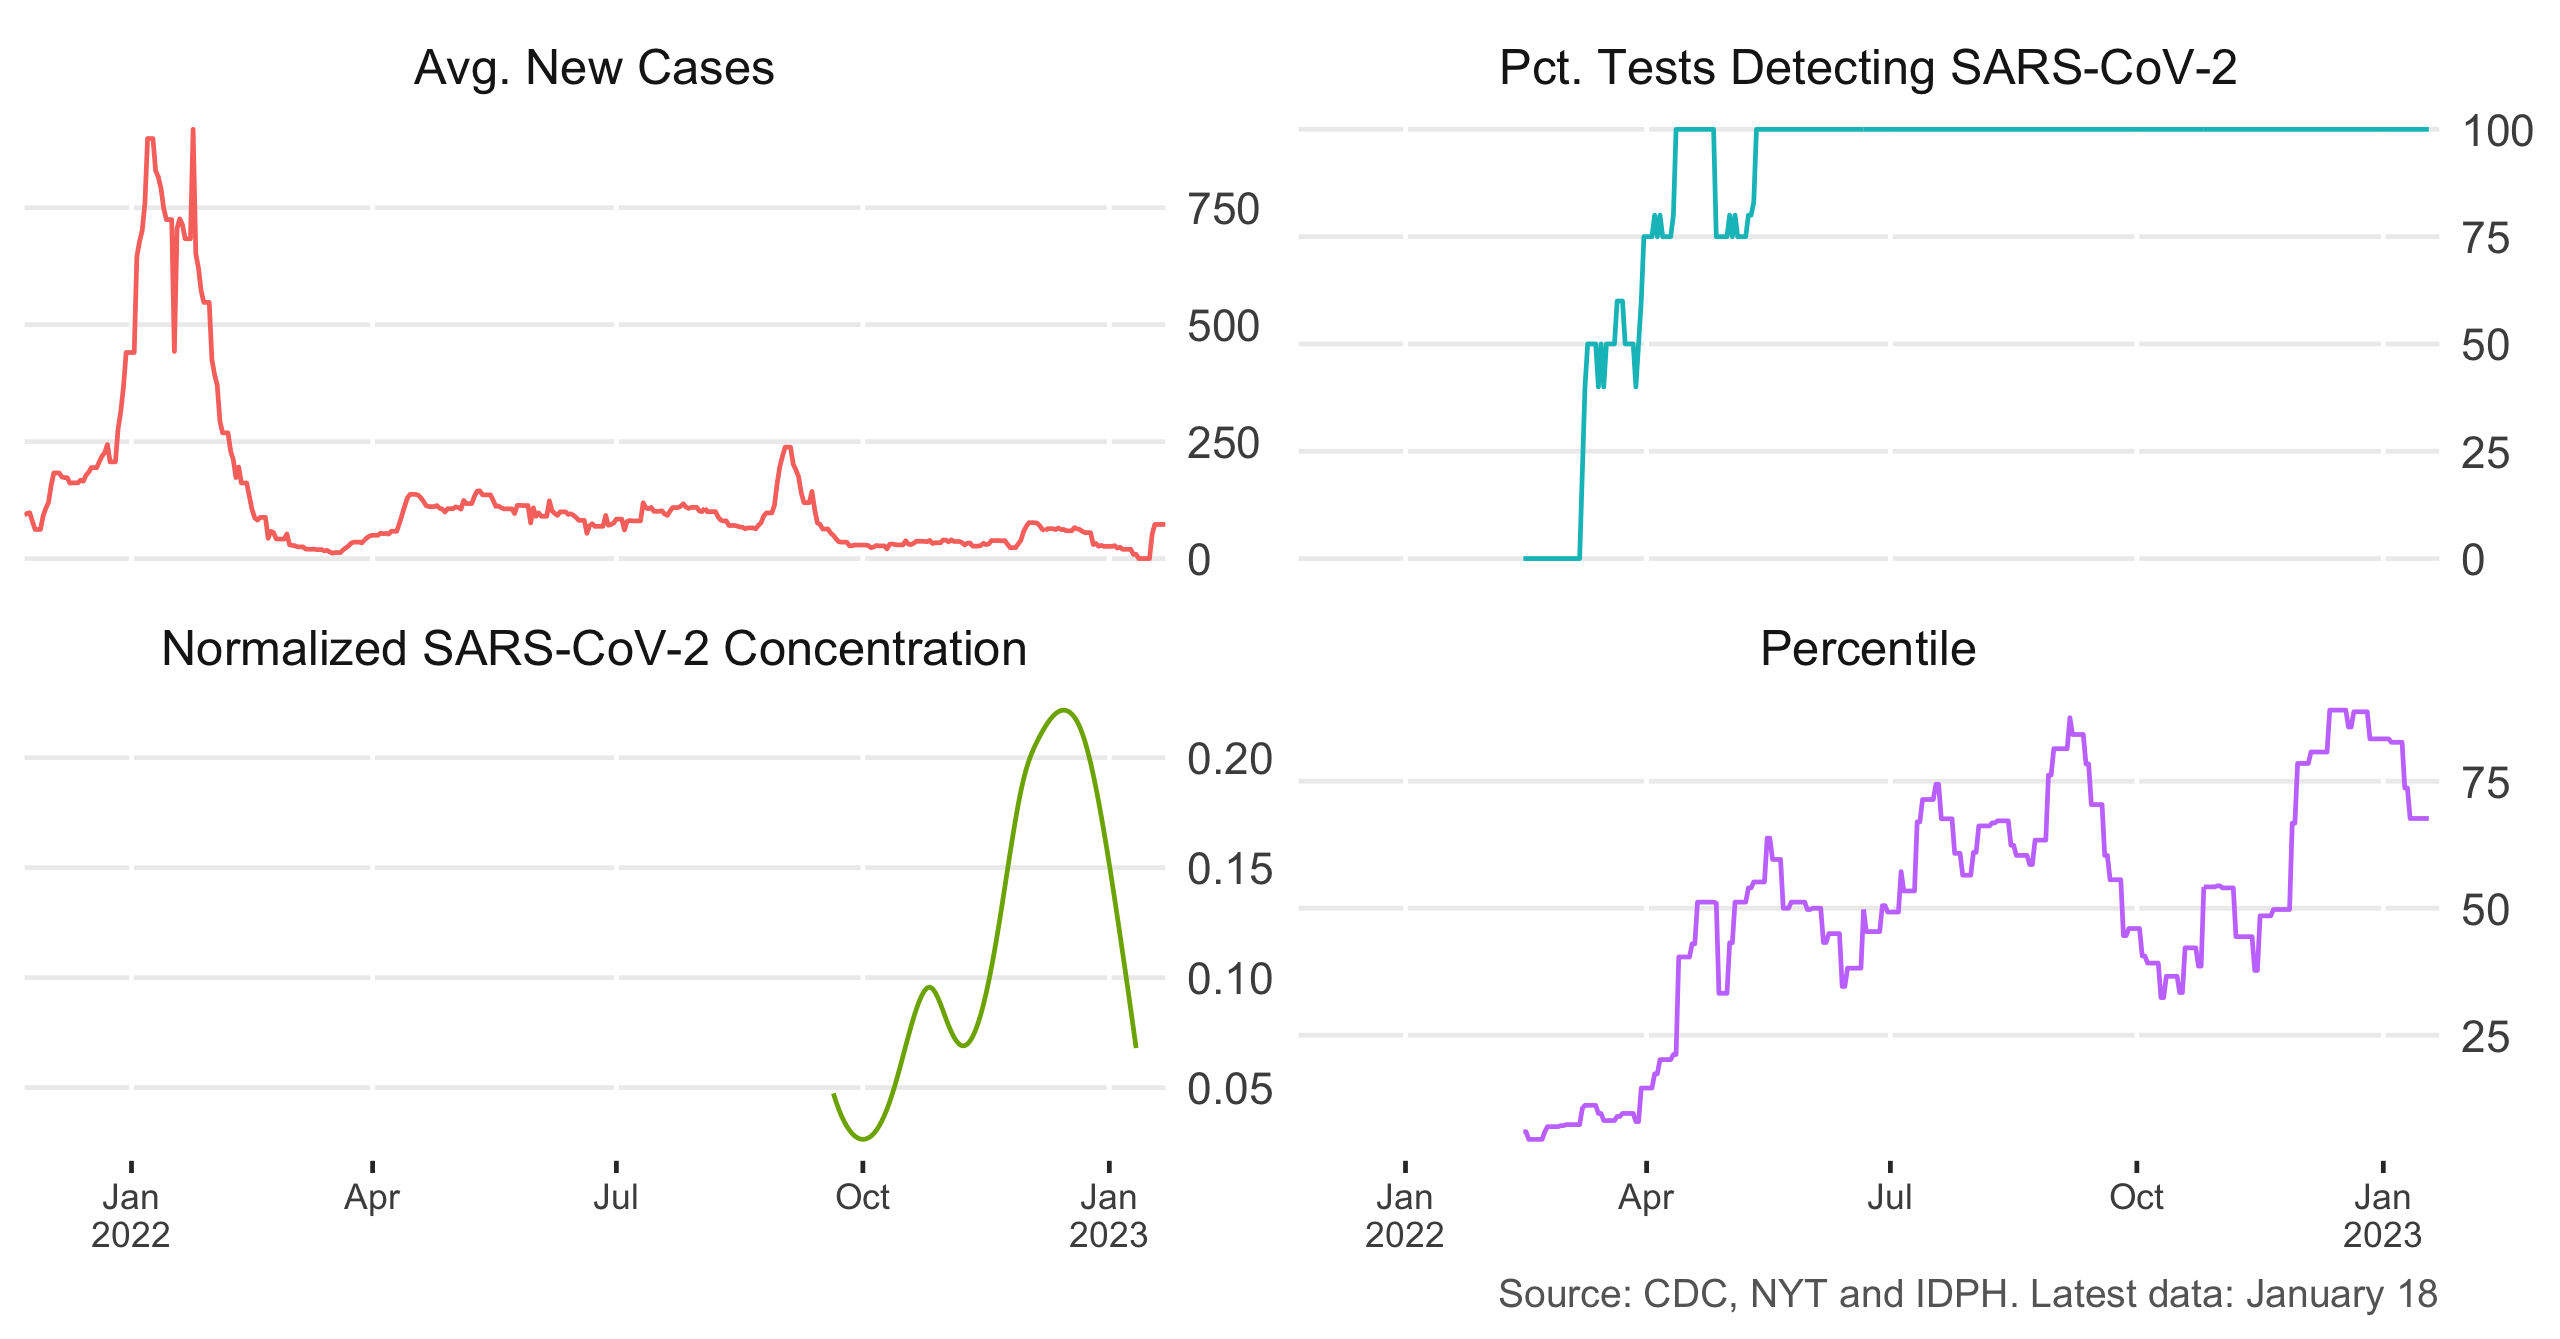 Avg. New Cases
750
500
250
0
Pct. Tests Detecting SARS-CoV-2
100
75
50
25
0
Normalized SARS-CoV-2 Concentration
0.20
0.15
0.10
0.05
Jan
2022
Apr
Jul
Oct
Jan
2023
Percentile
75
50
25
Jan
2022
Apr
Jul
Oct
Jan
2023
Source: CDC, NYT and IDPH. Latest data: January 18